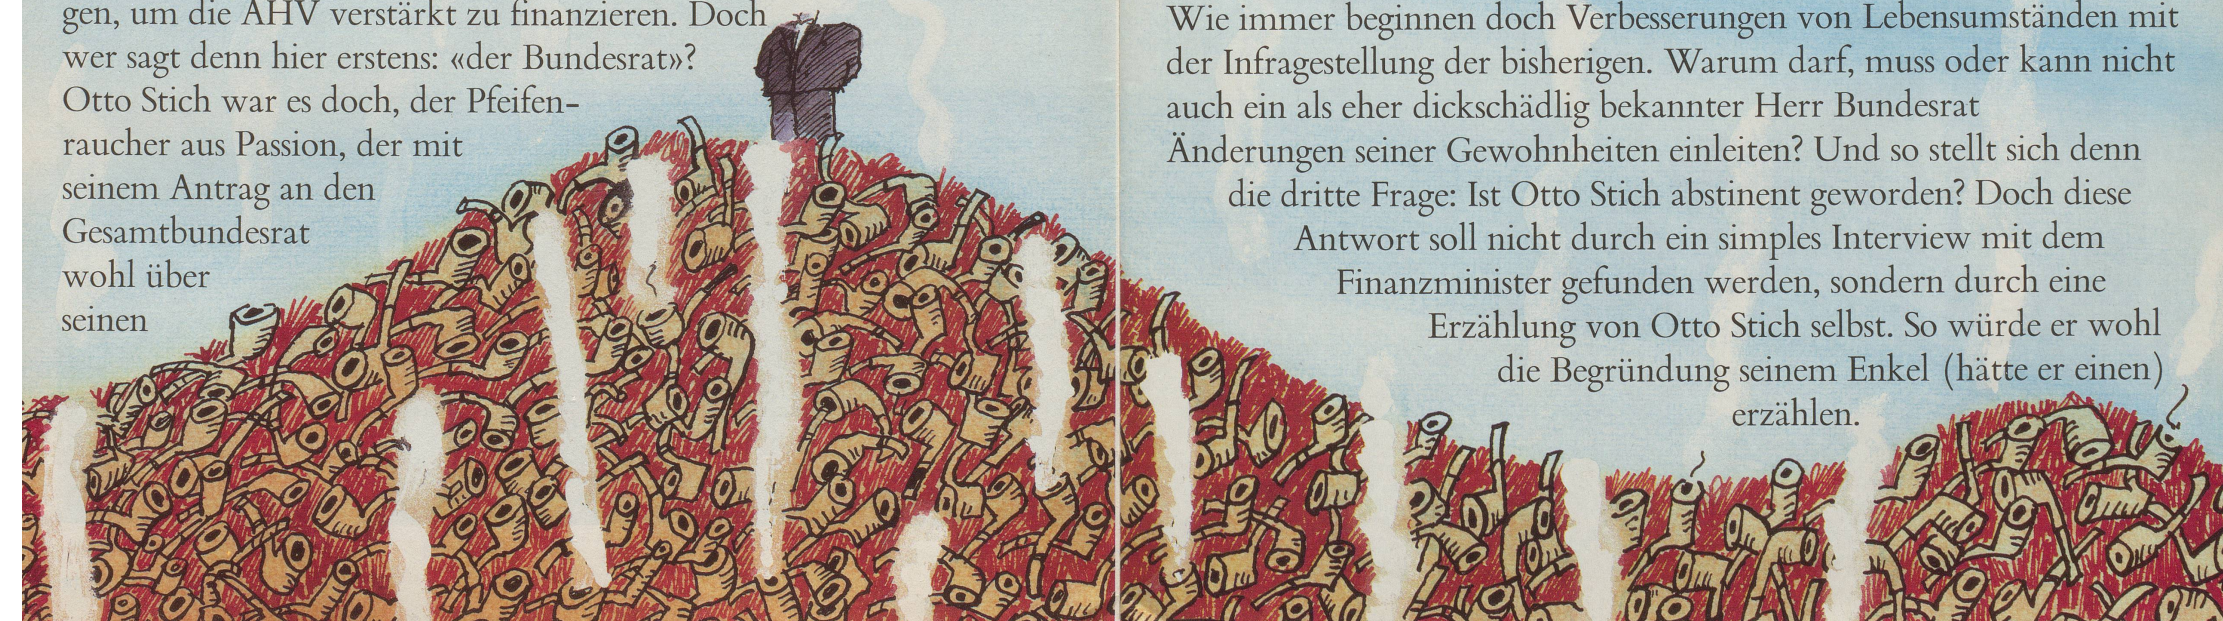 gen, um die AHV verstärkt zu finanzieren. Doch
wer sagt denn hier erstens: «der Bundesrat»?
Otto Stich war es doch, der Pfeifen-
raucher aus Passion, der mit
seinem Antrag an den
Gesamtbundesrat
wohl über
seinen
Wie immer beginnen doch Verbesserungen von Lebensumständen mit
der Infragestellung der bisherigen. Warum darf, muss oder kann nicht
auch ein als eher dickschädlig bekannter Herr Bundesrat
Änderungen seiner Gewohnheiten einleiten? Und so stellt sich denn
die dritte Frage: Ist Otto Stich abstinent geworden? Doch diese
Antwort soll nicht durch ein simples Interview mit dem
Finanzminister gefunden werden, sondern durch eine
Erzählung von Otto Stich selbst. So würde er wohl
die Begründung seinem Enkel (hätte er einen)
erzählen.